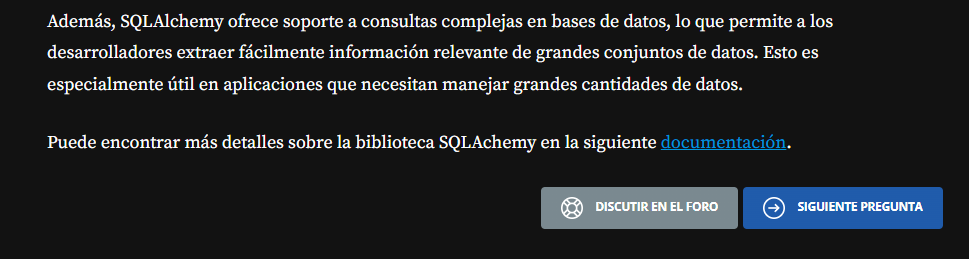 Además, SQLAlchemy ofrece soporte a consultas complejas en bases de datos, lo que permite a los
desarrolladores extraer fácilmente información relevante de grandes conjuntos de datos. Esto es
especialmente útil en aplicaciones que necesitan manejar grandes cantidades de datos.
Puede encontrar más detalles sobre la biblioteca SQLAchemy en la siguiente documentación.
DISCUTIR EN EL FORO
SIGUIENTE PREGUNTA